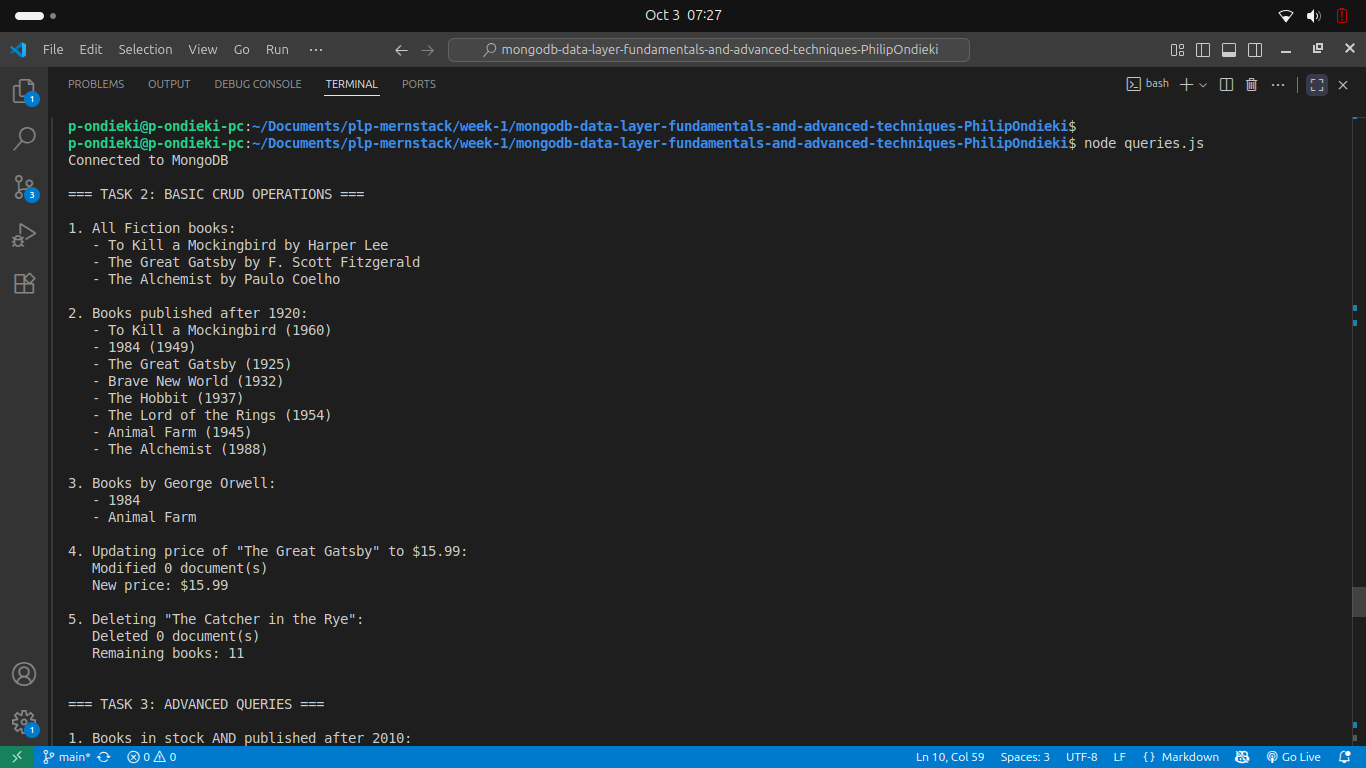 Oct 3 07:27
File Edit Selection View Go Run ···
mongodb-data-layer-fundamentals-and-advanced-techniques-PhilipOndieki
PROBLEMS OUTPUT DEBUG CONSOLE TERMINAL PORTS
bash
1
3
1
p-ondieki@p-ondieki-pc:~/Documents/plp-mernstack/week-1/mongodb-data-layer-fundamentals-and-advanced-techniques-PhilipOndieki$
p-ondieki@p-ondieki-pc:~/Documents/plp-mernstack/week-1/mongodb-data-layer-fundamentals-and-advanced-techniques-PhilipOndieki$ node queries.js
Connected to MongoDB
=== TASK 2: BASIC CRUD OPERATIONS ===
1. All Fiction books:
- To Kill a Mockingbird by Harper Lee
- The Great Gatsby by F. Scott Fitzgerald
- The Alchemist by Paulo Coelho
2. Books published after 1920:
- To Kill a Mockingbird (1960)
- 1984 (1949)
- The Great Gatsby (1925)
- Brave New World (1932)
- The Hobbit (1937)
- The Lord of the Rings (1954)
- Animal Farm (1945)
- The Alchemist (1988)
3. Books by George Orwell:
- 1984
- Animal Farm
4. Updating price of "The Great Gatsby" to $15.99:
Modified 0 document(s)
New price: $15.99
5. Deleting "The Catcher in the Rye":
Deleted 0 document(s)
Remaining books: 11
=== TASK 3: ADVANCED QUERIES ===
1. Books in stock AND published after 2010:
main* 0 0 Ln 10, Col 59 Spaces: 3 UTF-8 LF {} Markdown Go Live